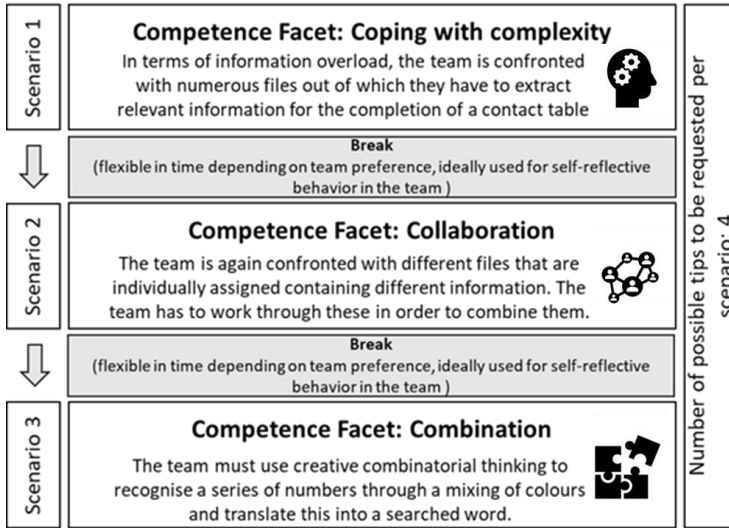 Scenario 1
Competence Facet: Coping with complexity
In terms of information overload, the team is confronted
with numerous files out of which they have to extract
relevant information for the completion of a contact table
Break
(flexible in time depending on team preference, ideally used for self-reflective
behavior in the team )
Scenario 2
Competence Facet: Collaboration
The team is again confronted with different files that are
individually assigned containing different information. The
team has to work through these in order to combine them.
Break
(flexible in time depending on team preference, ideally used for self-reflective
behavior in the team )
Scenario 3
Competence Facet: Combination
The team must use creative combinatorial thinking to
recognise a series of numbers through a mixing of colours
and translate this into a searched word.
Number of possible tips to be requested per
scenario: 4